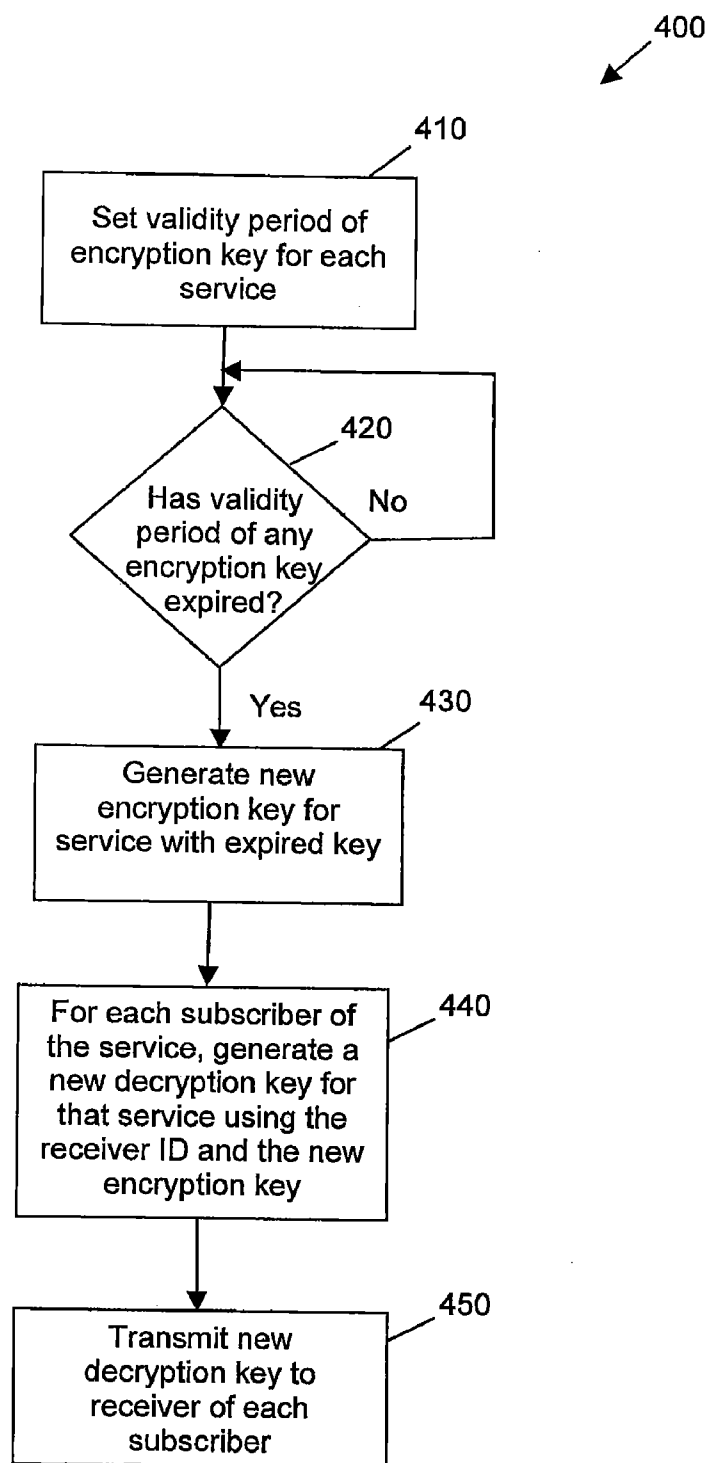 400
410
Set validity period of
encryption key for each
service
420
Has validity
period of any
encryption key
expired?
No
Yes
430
Generate new
encryption key for
service with expired key
440
For each subscriber of
the service, generate a
new decryption key for
that service using the
receiver ID and the new
encryption key
450
Transmit new
decryption key to
receiver of each
subscriber